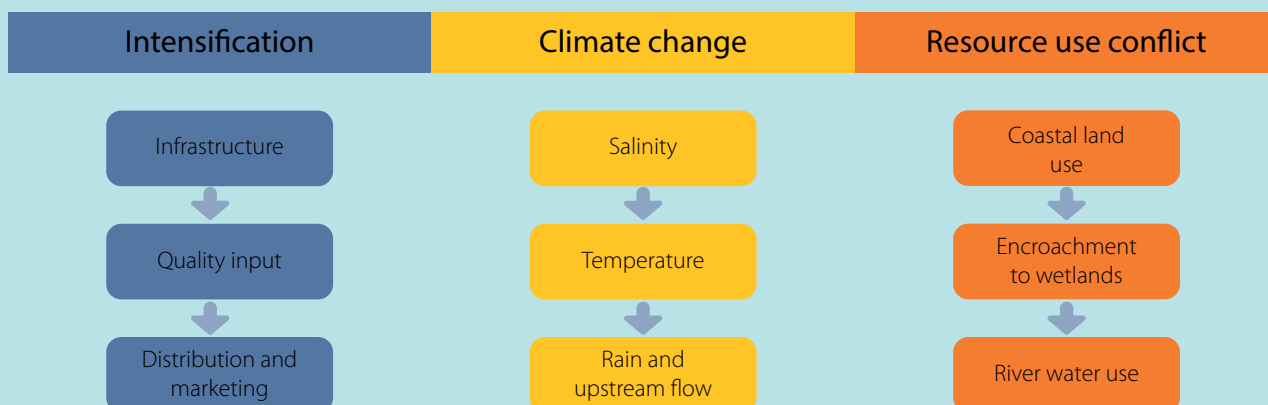 Intensification
Climate change
Resource use conflict
Infrastructure
Quality input
Distribution and
marketing
Salinity
Temperature
Rain and
upstream flow
Coastal land
use
Encroachment
to wetlands
River water use